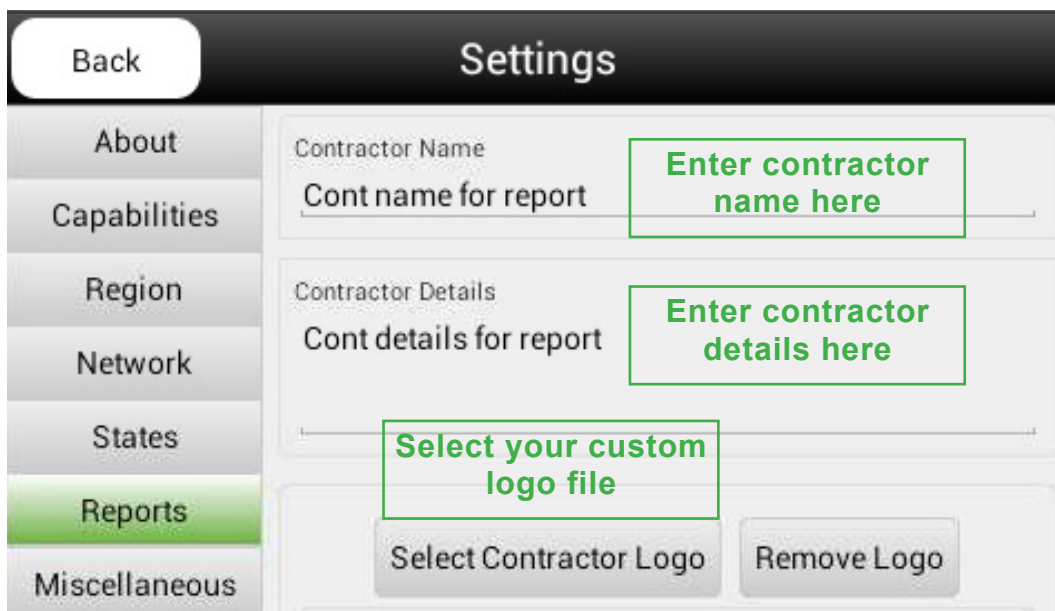 Back
Settings
About
Capabilities
Region
Network
States
Reports
Miscellaneous
Contractor Name
Cont name for report
Enter contractor
name here
Contractor Details
Cont details for report
Enter contractor
details here
Select your custom
logo file
Select Contractor Logo
Remove Logo